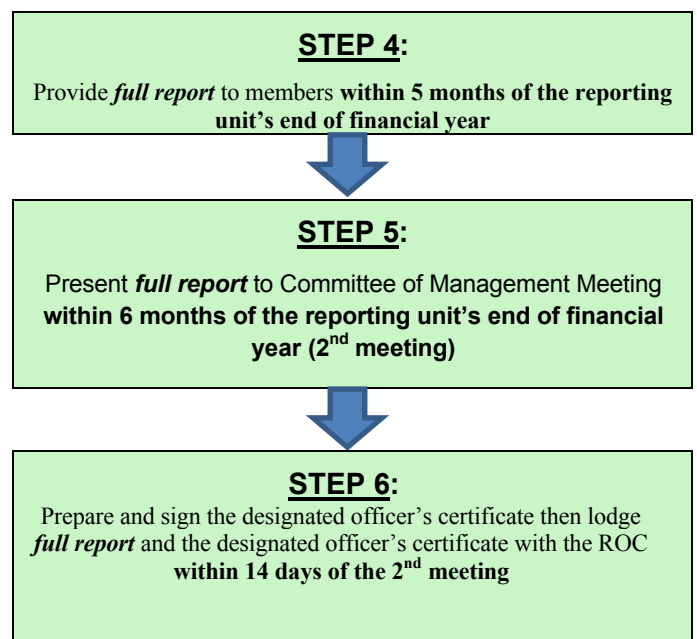 STEP 4:
Provide full report to members within 5 months of the reporting
unit's end of financial year
STEP 5:
Present full report to Committee of Management Meeting
within 6 months of the reporting unit's end of financial
year (2nd meeting)
STEP 6:
Prepare and sign the designated officer's certificate then lodge
full report and the designated officer's certificate with the ROC
within 14 days of the 2nd meeting